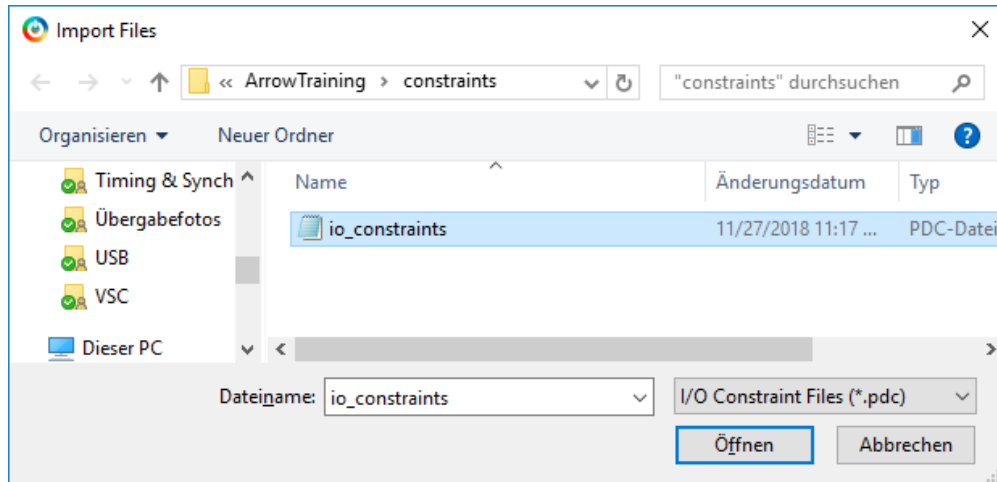 Import Files
« ArrowTraining › constraints
"constraints" durchsuchen
Organisieren
Neuer Ordner
?
Timing & Synch
Übergabefotos
USB
VSC
Dieser PC
Name
Änderungsdatum
Typ
io_constraints
11/27/2018 11:17 ...
PDC-Datei
Dateiname:
io_constraints
I/O Constraint Files (*.pdc)
Öffnen
Abbrechen